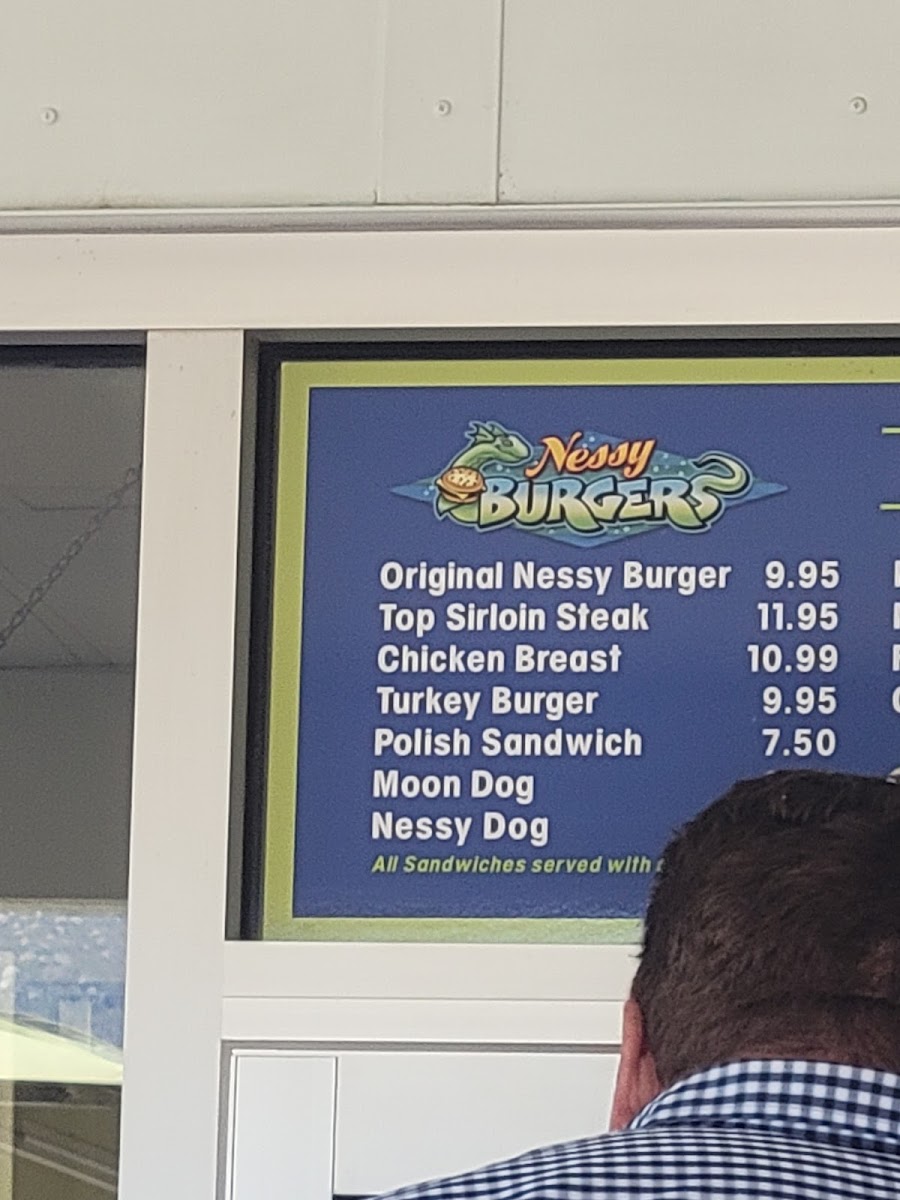 Nessy
BURGERS
Original Nessy Burger 9.95
Top Sirloin Steak 11.95
Chicken Breast 10.99
Turkey Burger 9.95
Polish Sandwich 7.50
Moon Dog
Nessy Dog
All Sandwiches served with